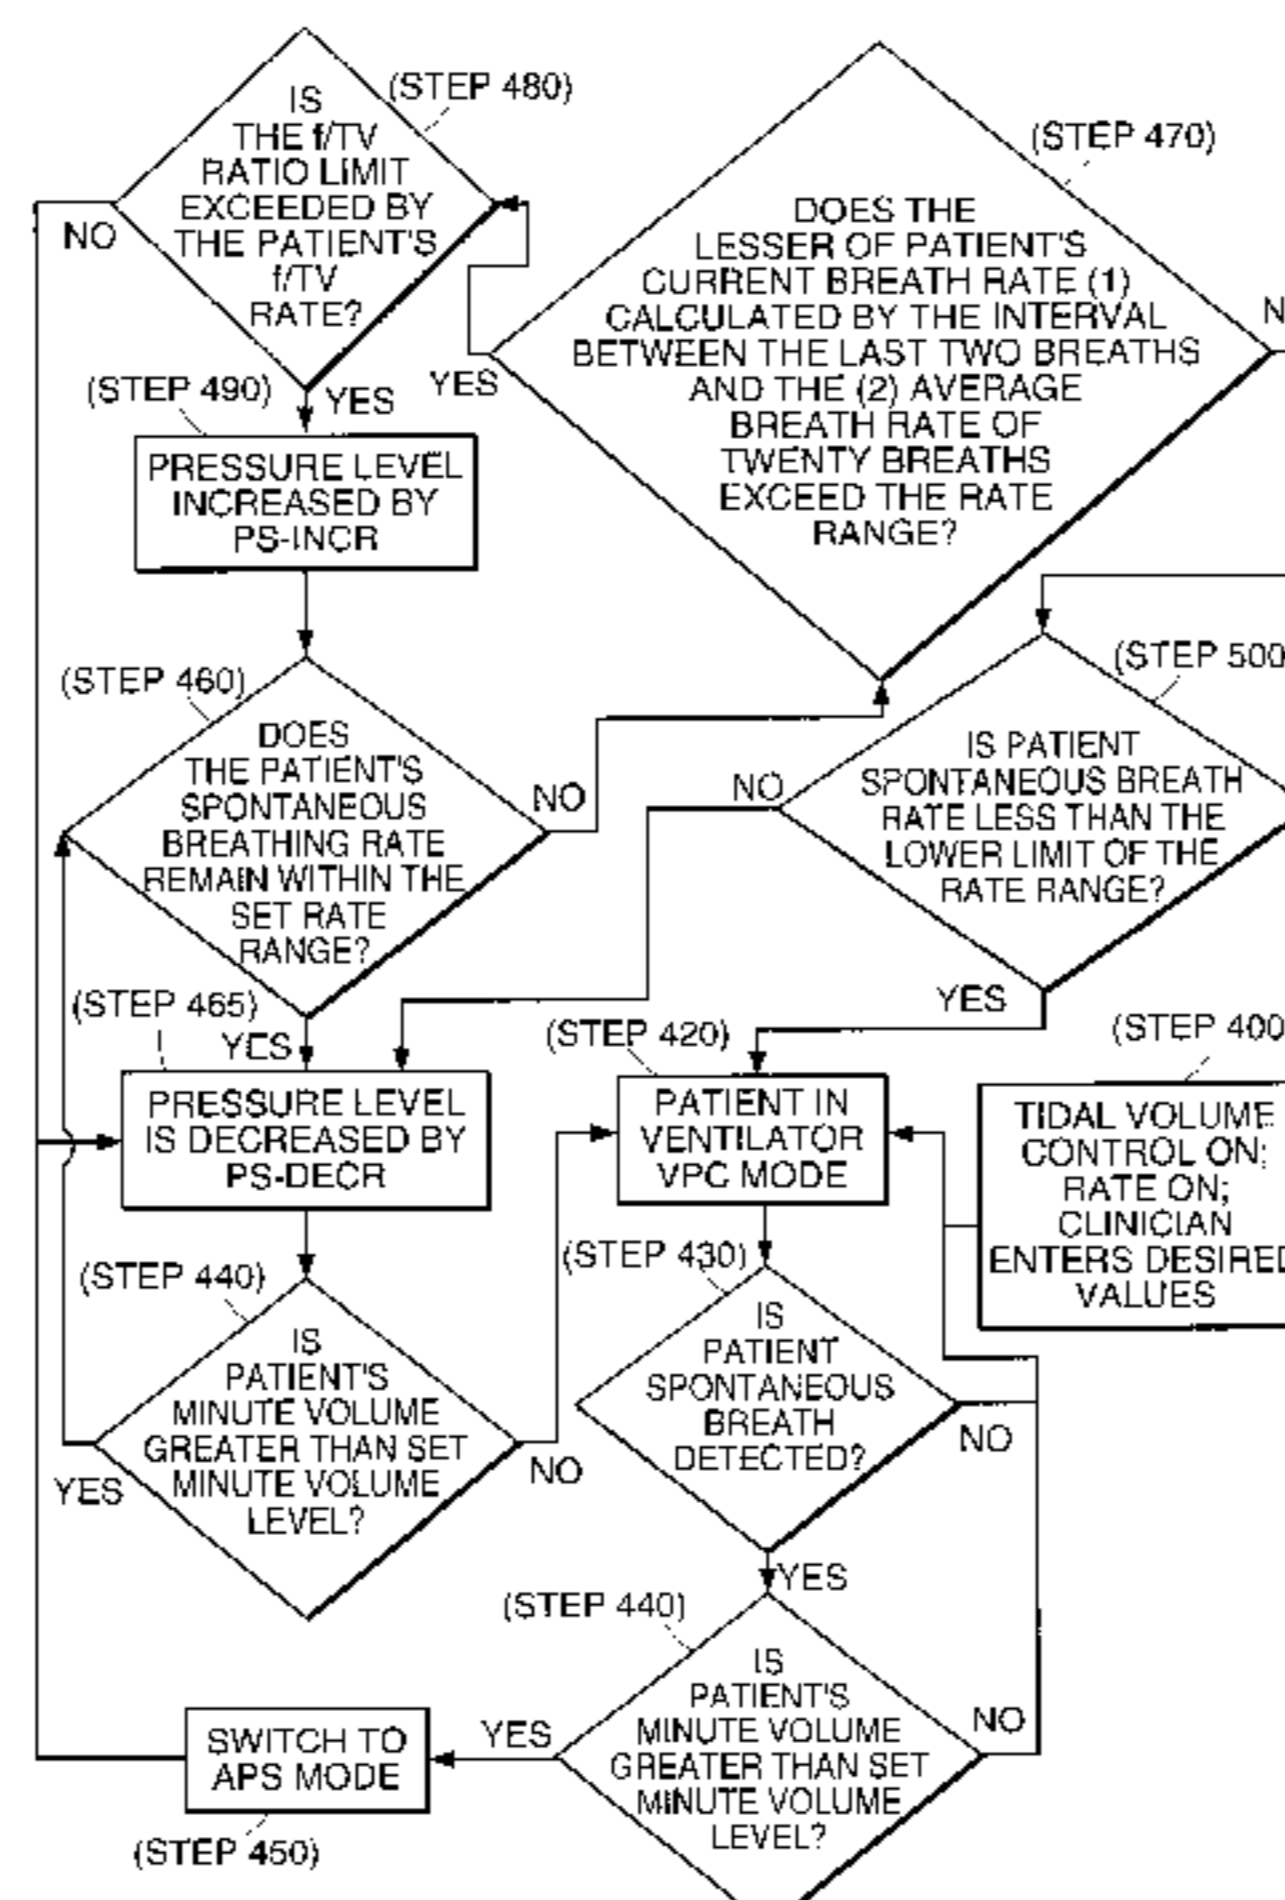 (STEP 480)
IS
THE f/TV
RATIO LIMIT
EXCEEDED BY
THE PATIENT'S
f/TV
RATE?
NO
YES
(STEP 470)
DOES THE
LESSER OF PATIENT'S
CURRENT BREATH RATE (1)
CALCULATED BY THE INTERVAL
BETWEEN THE LAST TWO BREATHS
AND THE (2) AVERAGE
BREATH RATE OF
TWENTY BREATHS
EXCEED THE RATE
RANGE?
YES
N
(STEP 490)
PRESSURE LEVEL
INCREASED BY
PS-INCR
(STEP 460)
DOES
THE PATIENT'S
SPONTANEOUS
BREATHING RATE
REMAIN WITHIN THE
SET RATE
RANGE?
NO
YES
(STEP 500
IS PATIENT
SPONTANEOUS BREATH
RATE LESS THAN THE
LOWER LIMIT OF THE
RATE RANGE?
NO
YES
(STEP 465)
PRESSURE LEVEL
IS DECREASED BY
PS-DECR
(STEP 420)
PATIENT IN
VENTILATOR
VPC MODE
(STEP 400
TIDAL VOLUME
CONTROL ON;
RATE ON;
CLINICIAN
ENTERS DESIRED
VALUES
(STEP 440)
IS
PATIENT'S
MINUTE VOLUME
GREATER THAN SET
MINUTE VOLUME
LEVEL?
YES
NO
(STEP 430)
IS
PATIENT
SPONTANEOUS
BREATH
DETECTED?
NO
YES
(STEP 440)
IS
PATIENT'S
MINUTE VOLUME
GREATER THAN SET
MINUTE VOLUME
LEVEL?
YES
NO
SWITCH TO
APS MODE
(STEP 450)